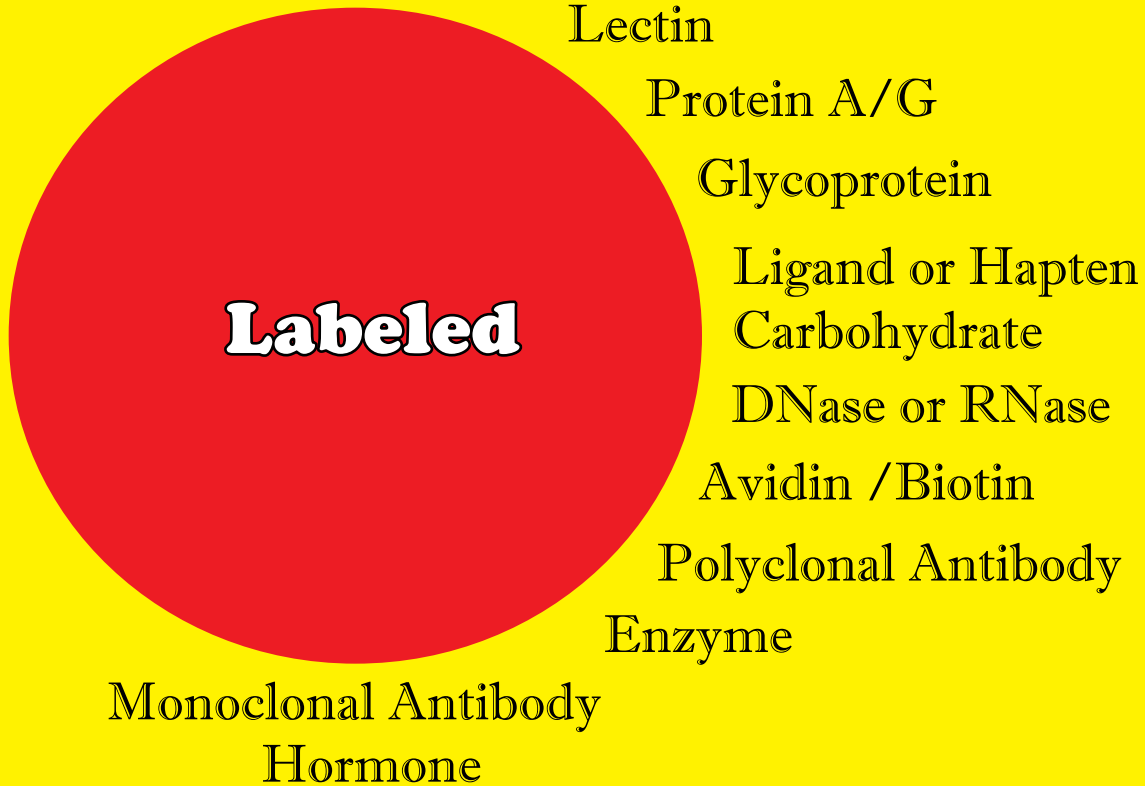 Lectin
Protein A/G
Glycoprotein
Ligand or Hapten
Labeled
Carbohydrate
DNase or RNase
Avidin /Biotin
Polyclonal Antibody
Enzyme
Monoclonal Antibody
Hormone